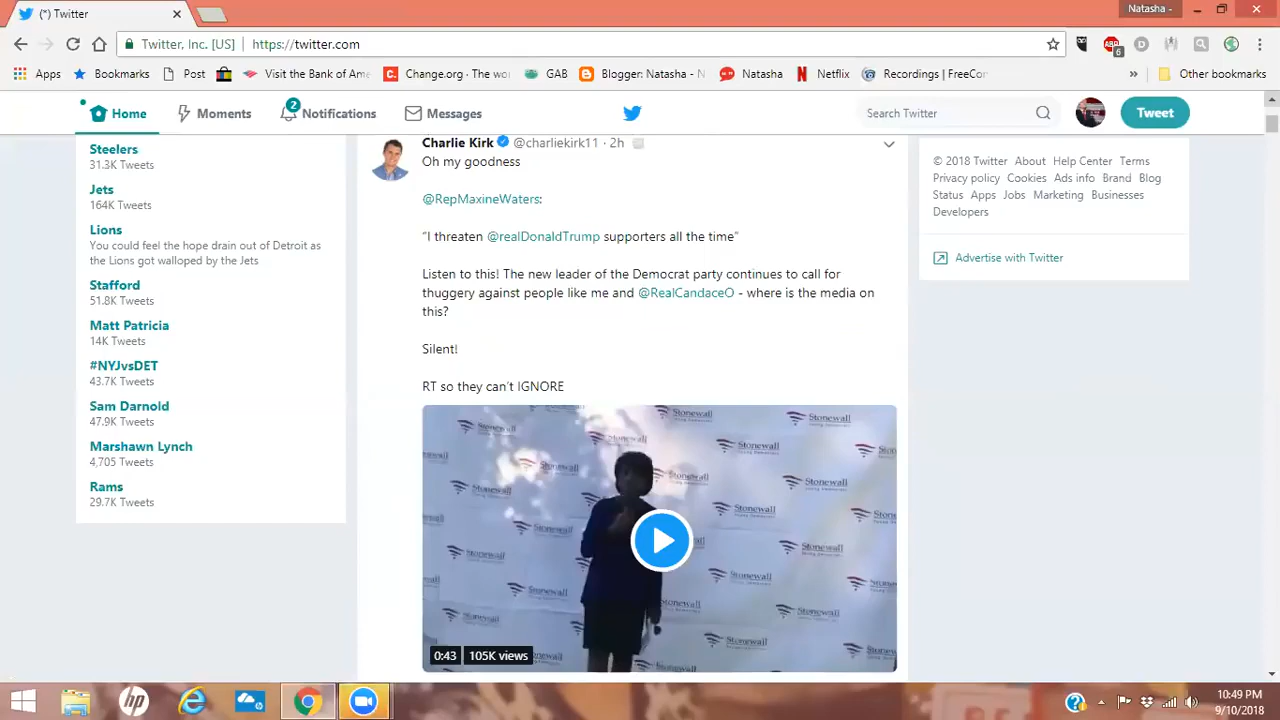 (*) Twitter
Natasha -
Twitter, Inc. [US] https://twitter.com
6
Apps Bookmarks Post Visit the Bank of Ame Change.org - The wo GAB Blogger: Natasha - N Natasha Netflix Recordings | FreeCon » Other bookmarks
Home Moments 2 Notifications Messages Search Twitter Tweet
Steelers
31.3K Tweets
Jets
164K Tweets
Lions
You could feel the hope drain out of Detroit as
the Lions got walloped by the Jets
Stafford
51.8K Tweets
Matt Patricia
14K Tweets
#NYJvsDET
43.7K Tweets
Sam Darnold
47.9K Tweets
Marshawn Lynch
4,705 Tweets
Rams
29.7K Tweets
Charlie Kirk @charliekirk11 · 2h
Oh my goodness
@RepMaxineWaters:
“I threaten @realDonaldTrump supporters all the time”
Listen to this! The new leader of the Democrat party continues to call for
thuggery against people like me and @RealCandaceO - where is the media on
this?
Silent!
RT so they can’t IGNORE
Stonewall
0:43 105K views
© 2018 Twitter About Help Center Terms
Privacy policy Cookies Ads info Brand Blog
Status Apps Jobs Marketing Businesses
Developers
Advertise with Twitter
10:49 PM
9/10/2018